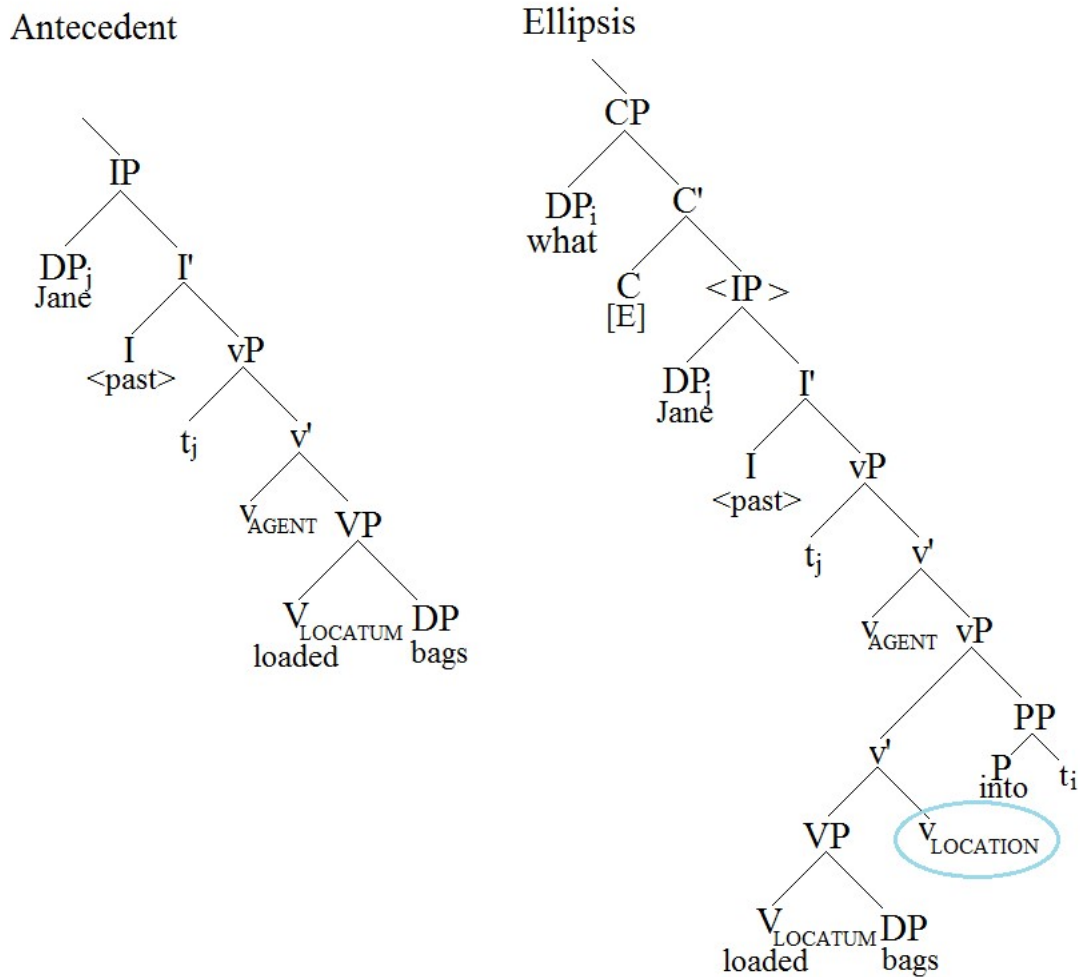 Antecedent
IP
DPj
Jane
I'
I
<past>
vP
tj
v'
vAGENT
VP
VLOCATUM
loaded
DP
bags
Ellipsis
CP
DPi
what
C'
C
[E]
<IP>
DPj
Jane
I'
I
<past>
vP
tj
v'
vAGENT
vP
v'
PP
P
into
ti
VP
vLOCATION
VLOCATUM
loaded
DP
bags